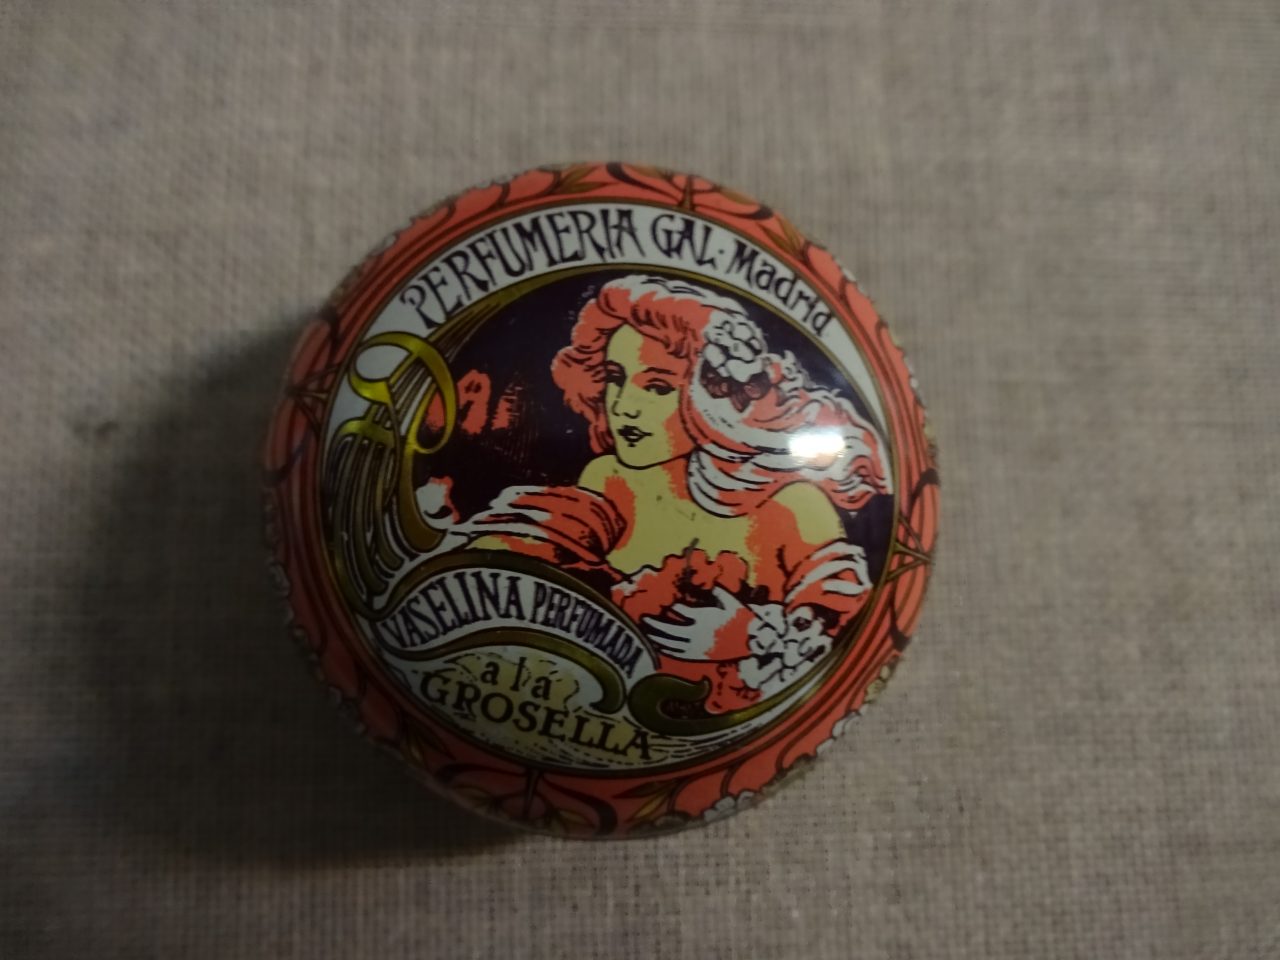 PERFUMERIA GAL·Madrid
VASELINA PERFUMADA
a la
GROSELLA